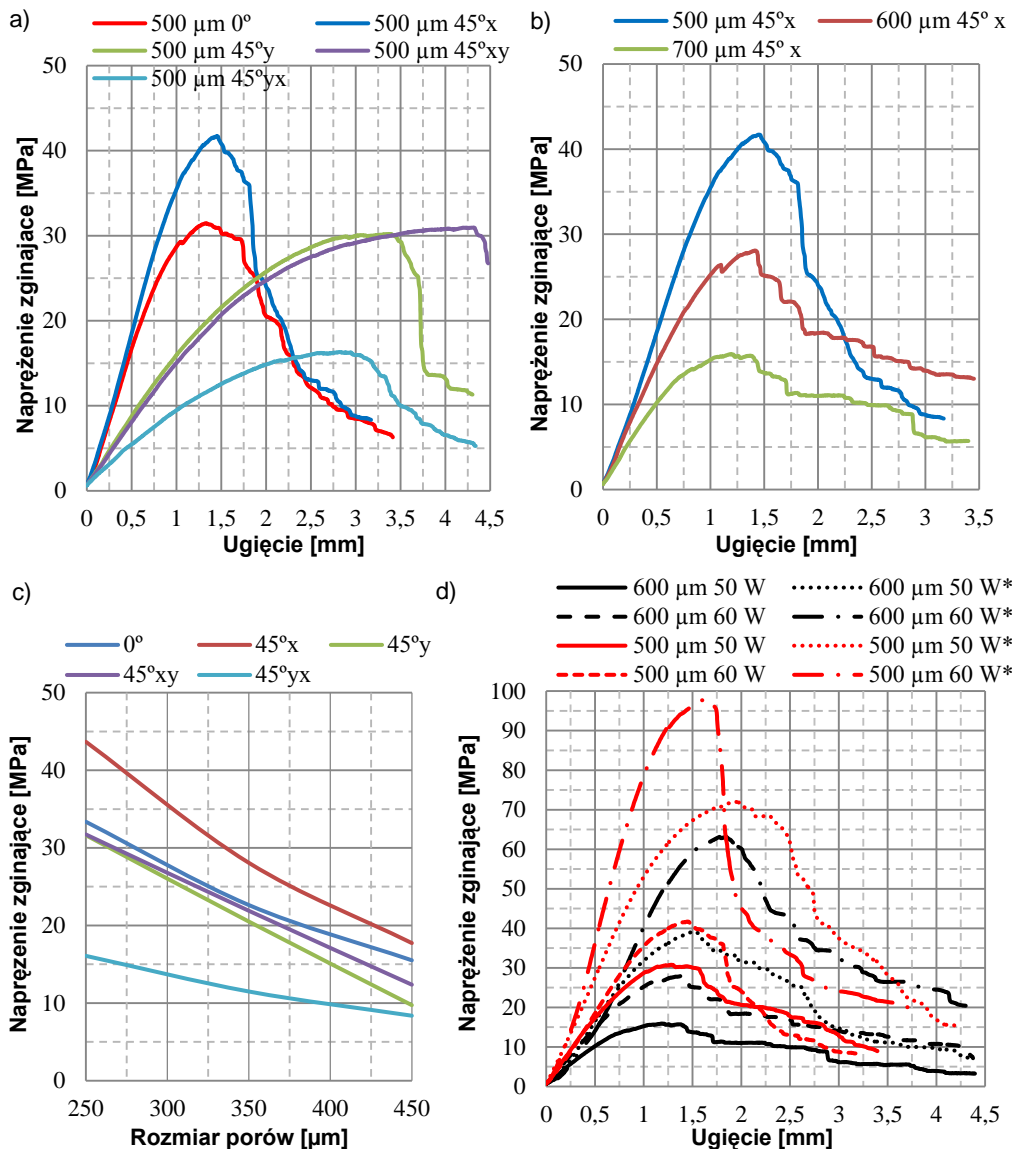 a)
500 µm 0º
500 µm 45ºx
500 µm 45ºy
500 µm 45ºxy
500 µm 45ºyx
50
40
30
20
10
0
Naprężenie zginajace [MPa]
0 0,5 1 1,5 2 2,5 3 3,5 4 4,5
Ugięcie [mm]
b)
500 µm 45ºx
600 µm 45º x
700 µm 45º x
50
40
30
20
10
0
Naprężenie zginające [MPa]
0 0,5 1 1,5 2 2,5 3 3,5
Ugięcie [mm]
c)
0º
45ºx
45ºy
45ºxy
45ºyx
50
40
30
20
10
0
Naprężenie zginające [MPa]
250 300 350 400 450
Rozmiar porów [µm]
d)
600 µm 50 W
600 µm 50 W*
600 µm 60 W
600 µm 60 W*
500 µm 50 W
500 µm 50 W*
500 µm 60 W
500 µm 60 W*
100
90
80
70
60
50
40
30
20
10
0
Naprężenie zginające [MPa]
0 0,5 1 1,5 2 2,5 3 3,5 4 4,5
Ugięcie [mm]